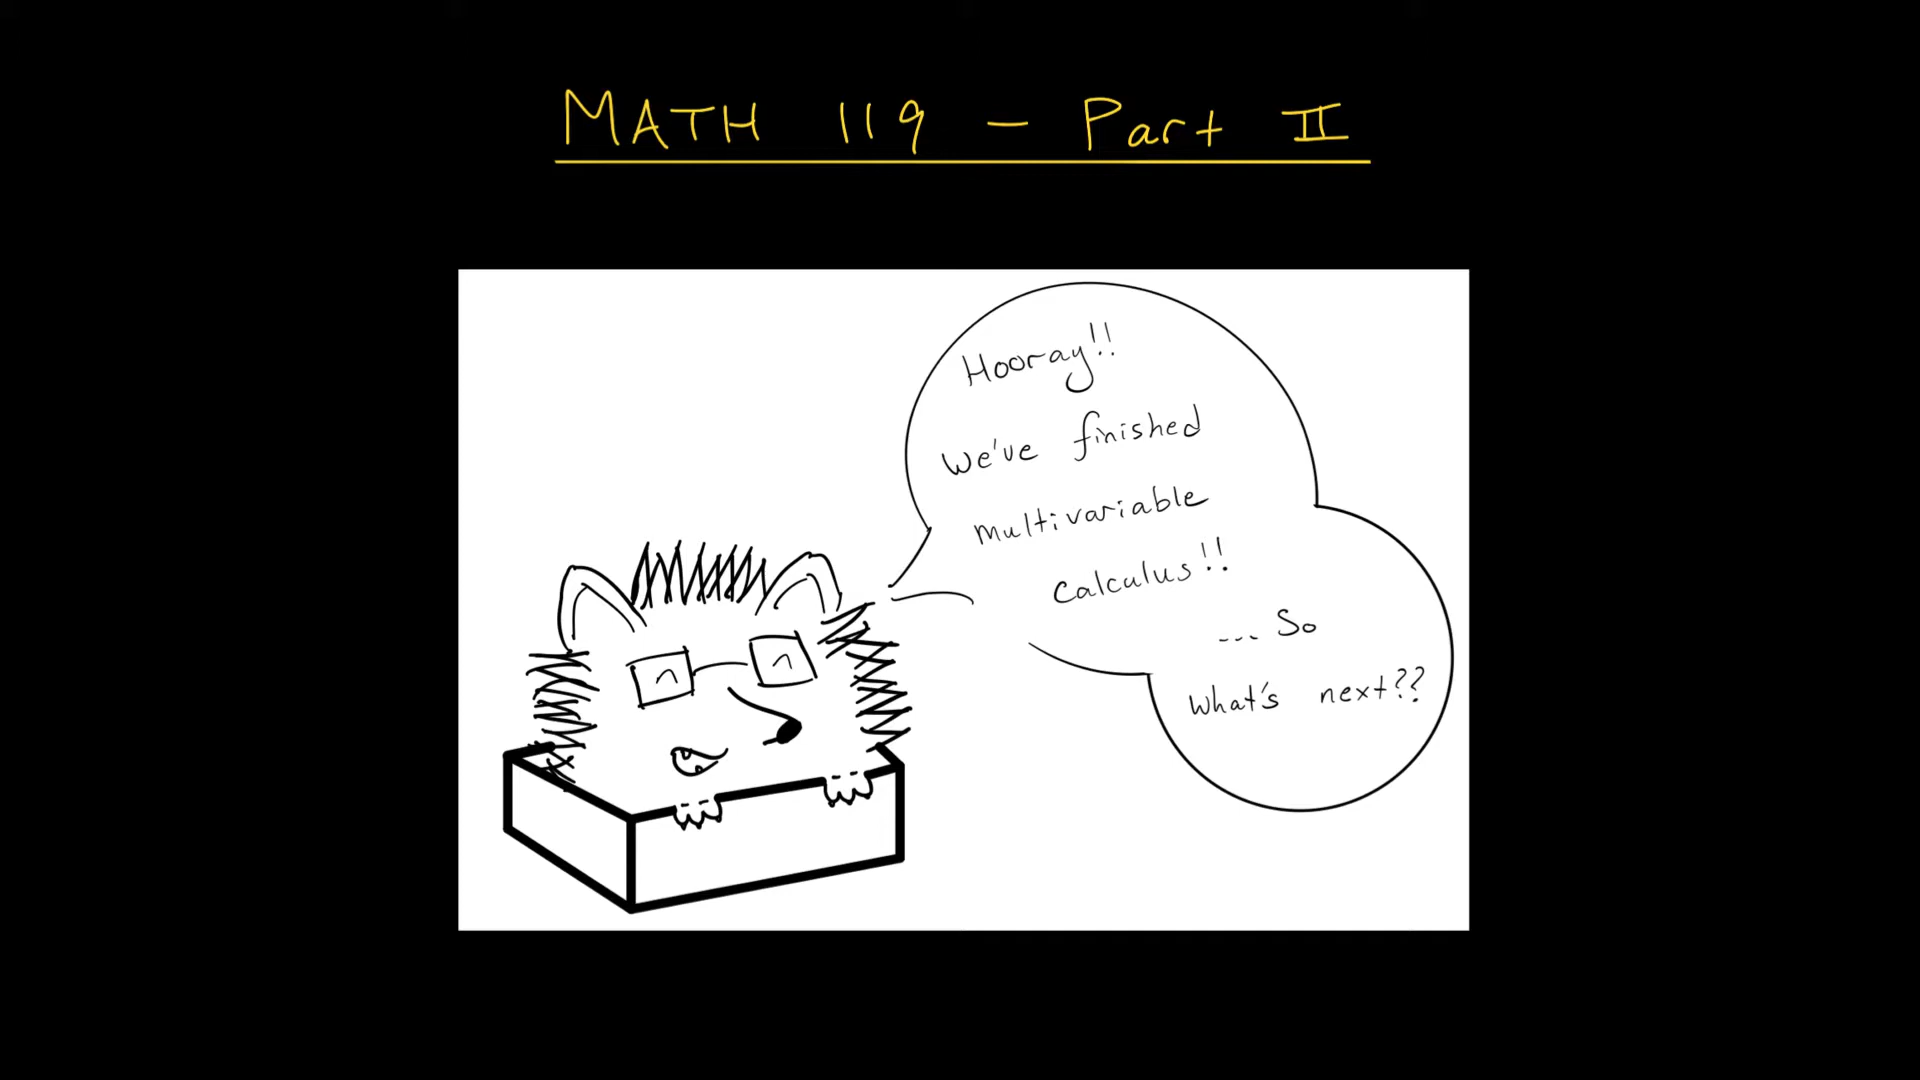 MATH 119 - Part II
Hooray!!
We've finished
multivariable
calculus!!
... So
what's next??